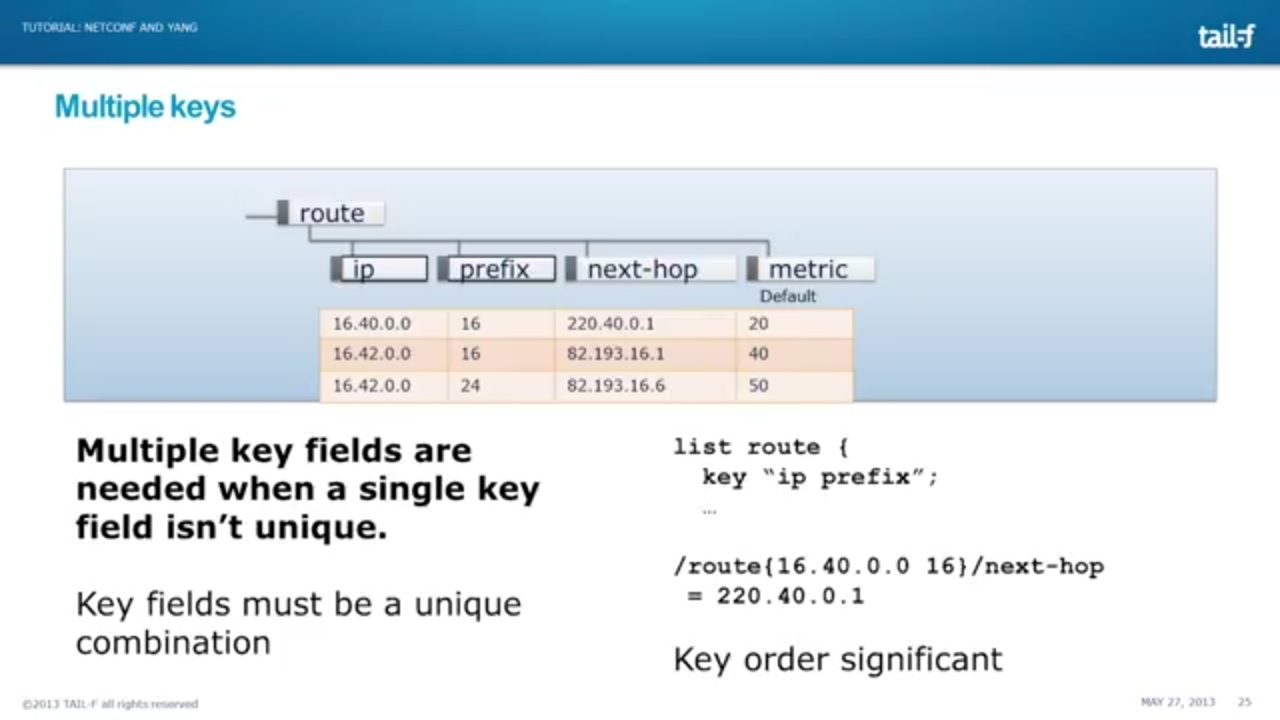 TUTORIAL: NETCONF AND YANG
tail-f
Multiple keys
route
ip prefix next-hop metric
Default
16.40.0.0 16 220.40.0.1 20
16.42.0.0 16 82.193.16.1 40
16.42.0.0 24 82.193.16.6 50
Multiple key fields are
needed when a single key
field isn’t unique.
Key fields must be a unique
combination
list route {
key “ip prefix”;
…
/route{16.40.0.0 16}/next-hop
= 220.40.0.1
Key order significant
©2013 TAIL-F all rights reserved
MAY 27, 2013 25